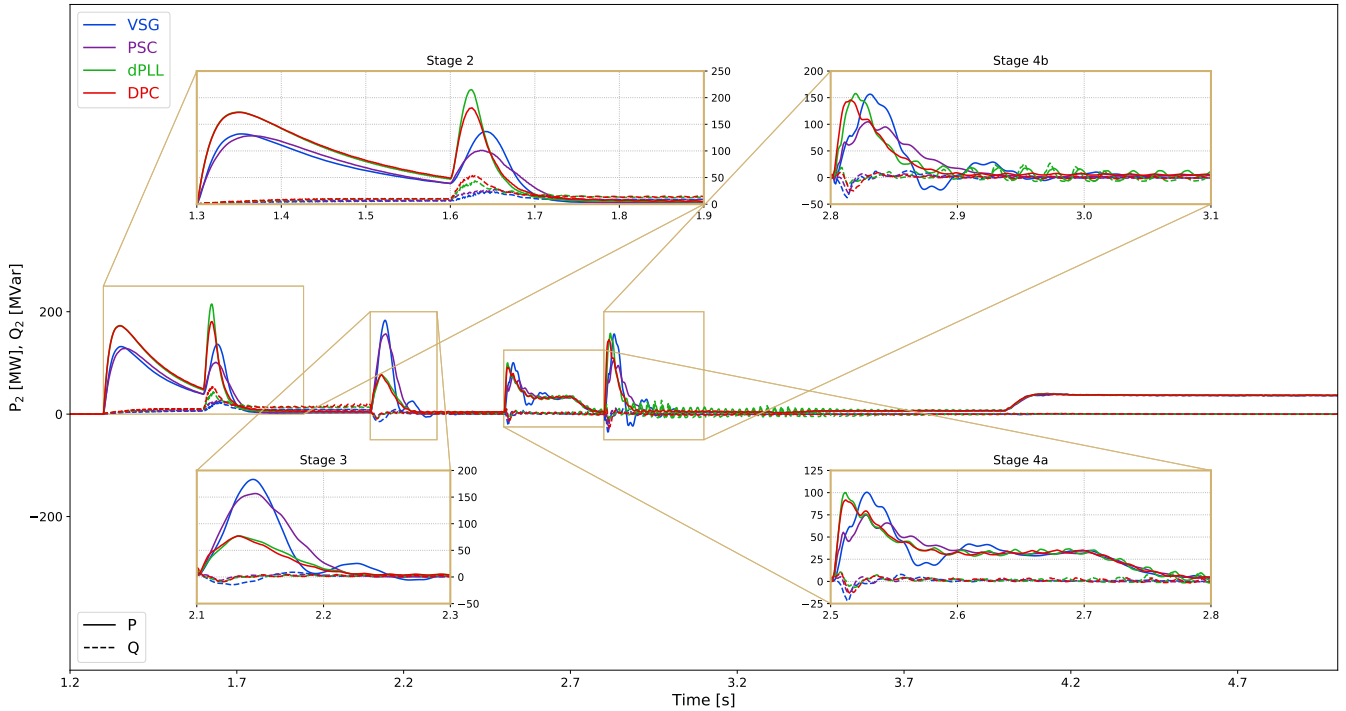 VSG
PSC
dPLL
DPC
Stage 2
250
200
150
100
50
0
1.3 1.4 1.5 1.6 1.7 1.8 1.9
Stage 4b
200
150
100
50
0
−50
2.8 2.9 3.0 3.1
P₂ [MW], Q₂ [MVar]
200
0
−200
Stage 3
200
150
100
50
0
−50
2.1 2.2 2.3
Stage 4a
125
100
75
50
25
0
−25
2.5 2.6 2.7 2.8
P
Q
1.2 1.7 2.2 2.7 3.2 3.7 4.2 4.7
Time [s]